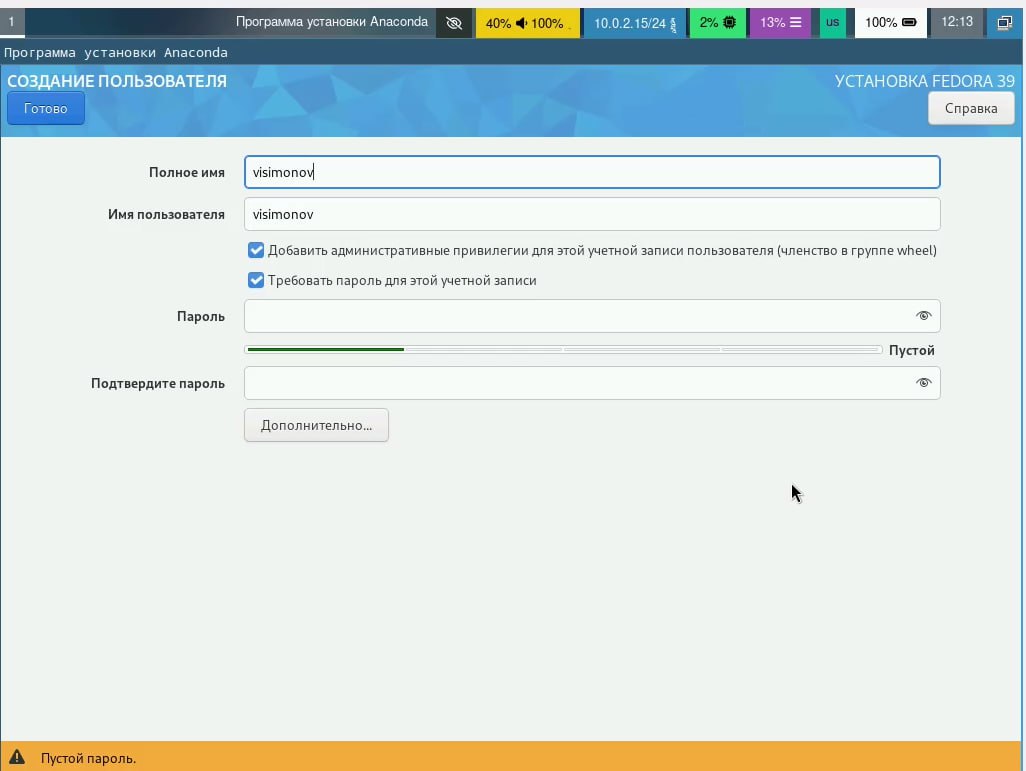 1 Программа установки Anaconda 40% 100% 10.0.2.15/24 2% 13% us 100% 12:13
Программа установки Anaconda
СОЗДАНИЕ ПОЛЬЗОВАТЕЛЯ УСТАНОВКА FEDORA 39
Готово Справка
Полное имя visimonov
Имя пользователя visimonov
Добавить административные привилегии для этой учетной записи пользователя (членство в группе wheel)
Требовать пароль для этой учетной записи
Пароль
Пустой
Подтвердите пароль
Дополнительно...
Пустой пароль.